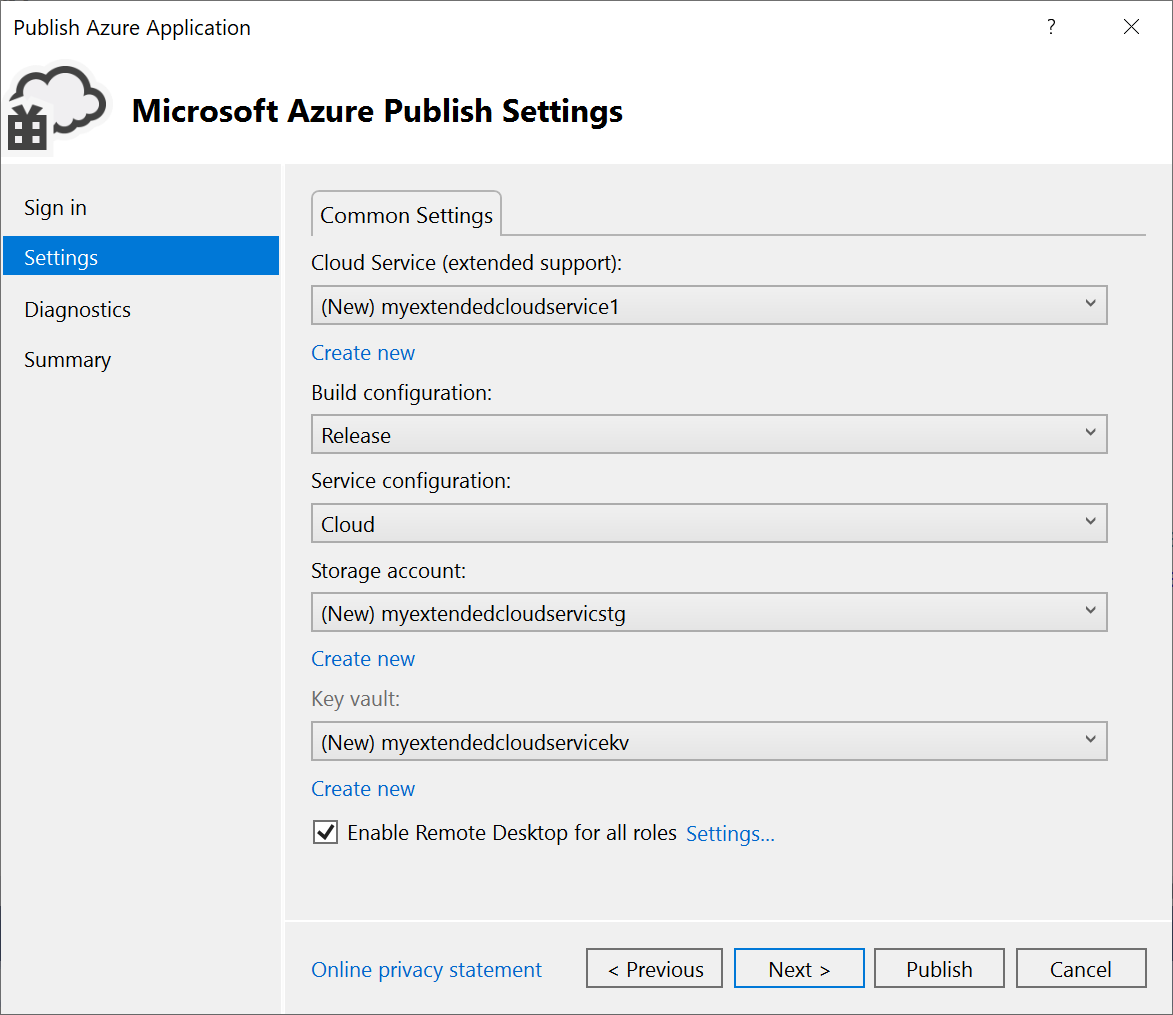 Publish Azure Application
?
Microsoft Azure Publish Settings
Sign in
Settings
Diagnostics
Summary
Common Settings
Cloud Service (extended support):
(New) myextendedcloudservice1
Create new
Build configuration:
Release
Service configuration:
Cloud
Storage account:
(New) myextendedcloudservicstg
Create new
Key vault:
(New) myextendedcloudservicekv
Create new
Enable Remote Desktop for all roles Settings...
Online privacy statement
< Previous
Next >
Publish
Cancel